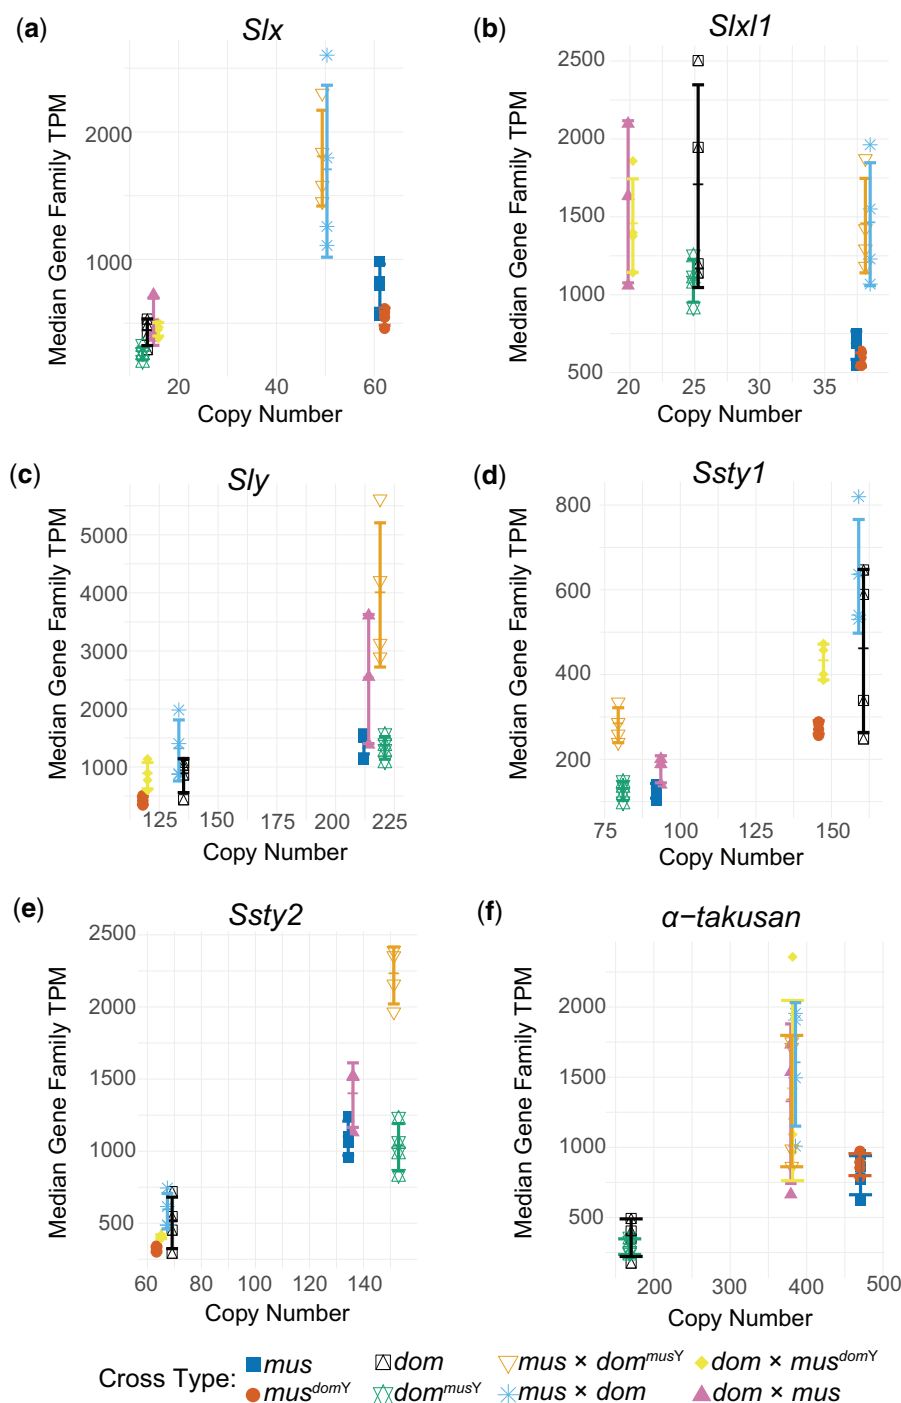 (a) Slx
Median Gene Family TPM
2000
1000
20 40 60
Copy Number
(b) Slxl1
Median Gene Family TPM
2500
2000
1500
1000
500
20 25 30 35
Copy Number
(c) Sly
Median Gene Family TPM
5000
4000
3000
2000
1000
125 150 175 200 225
Copy Number
(d) Ssty1
Median Gene Family TPM
800
600
400
200
75 100 125 150
Copy Number
(e) Ssty2
Median Gene Family TPM
2500
2000
1500
1000
500
60 80 100 120 140
Copy Number
(f) α−takusan
Median Gene Family TPM
2000
1500
1000
500
200 300 400 500
Copy Number
Cross Type: mus dom mus × dom^musY dom × mus^domY
mus^domY dom^musY mus × dom dom × mus